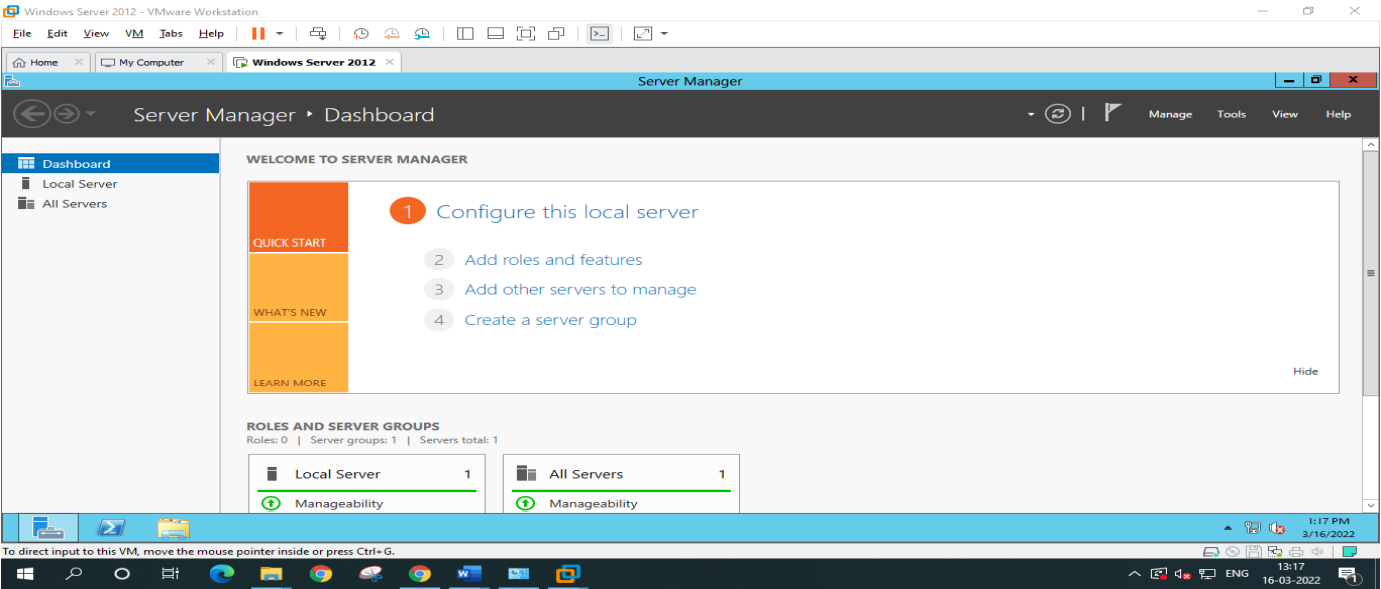 Windows Server 2012 - VMware Workstation
File Edit View VM Tabs Help
Home My Computer Windows Server 2012
Server Manager
Server Manager Dashboard Manage Tools View Help
Dashboard
Local Server
All Servers
WELCOME TO SERVER MANAGER
QUICK START
WHAT'S NEW
LEARN MORE
1 Configure this local server
2 Add roles and features
3 Add other servers to manage
4 Create a server group
Hide
ROLES AND SERVER GROUPS
Roles: 0 | Server groups: 1 | Servers total: 1
Local Server 1
Manageability
All Servers 1
Manageability
1:17 PM
3/16/2022
To direct input to this VM, move the mouse pointer inside or press Ctrl+G.
ENG
13:17
16-03-2022
1